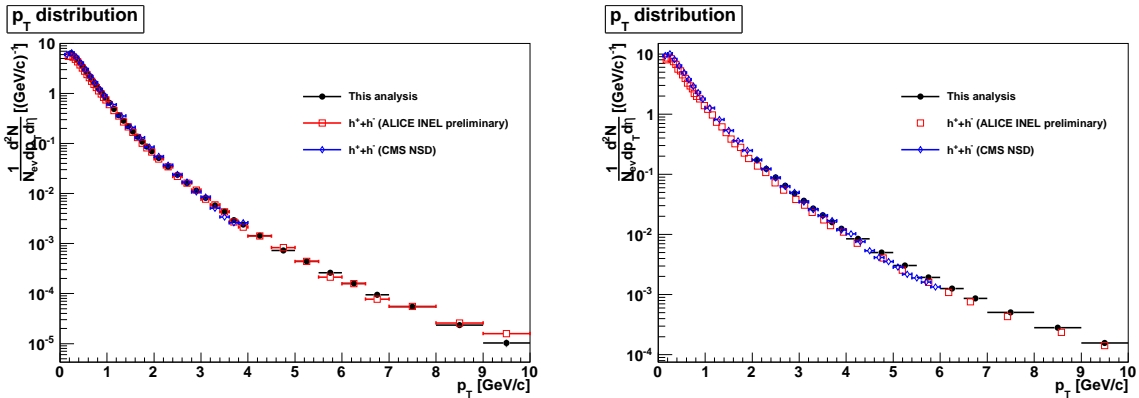 p_T distribution
1/N_ev d²N/dp_T dη [(GeV/c)⁻¹]
10
1
10⁻¹
10⁻²
10⁻³
10⁻⁴
10⁻⁵
This analysis
h⁺+h⁻ (ALICE INEL preliminary)
h⁺+h⁻ (CMS NSD)
0 1 2 3 4 5 6 7 8 9 10
p_T [GeV/c]
p_T distribution
1/N_ev d²N/dp_T dη [(GeV/c)⁻¹]
10
1
10⁻¹
10⁻²
10⁻³
10⁻⁴
This analysis
h⁺+h⁻ (ALICE INEL preliminary)
h⁺+h⁻ (CMS NSD)
0 1 2 3 4 5 6 7 8 9 10
p_T [GeV/c]